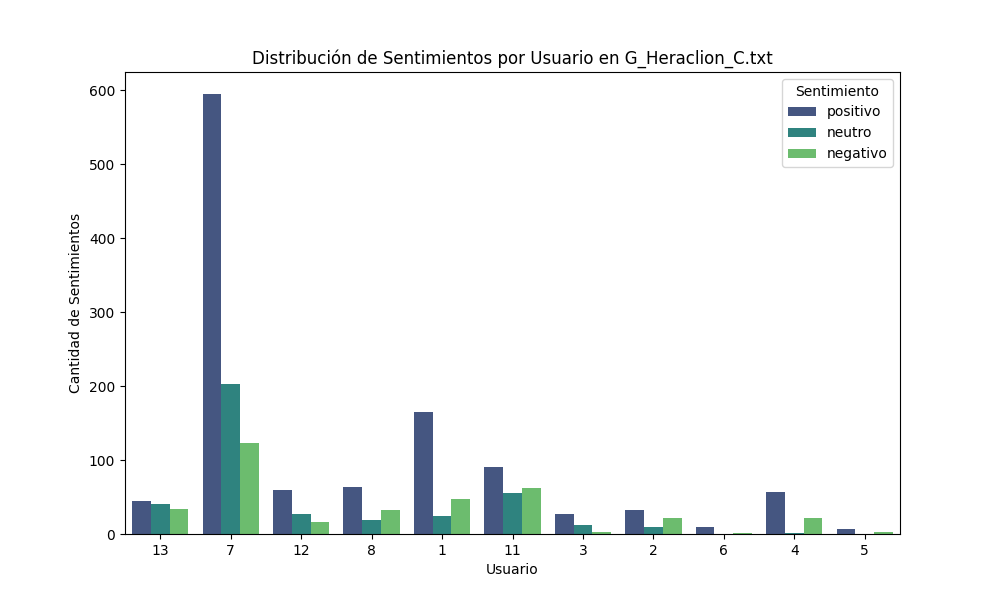 Distribución de Sentimientos por Usuario en G_Heraclion_C.txt
Sentimiento
positivo
neutro
negativo
600
500
400
300
200
100
0
Cantidad de Sentimientos
13 7 12 8 1 11 3 2 6 4 5
Usuario